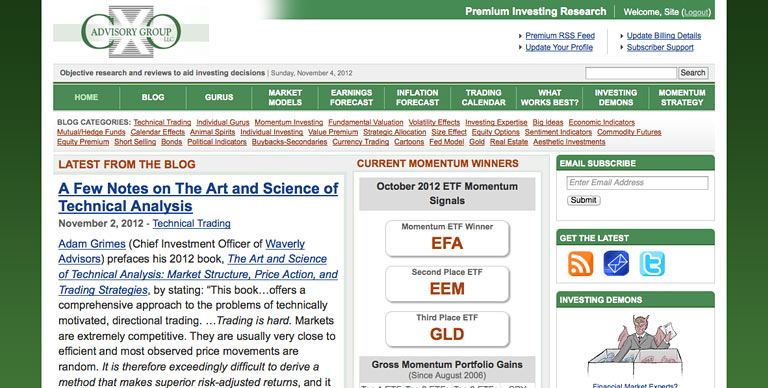 CXO
ADVISORY GROUP
LLC
Premium Investing Research
Welcome, Site (Logout)
Premium RSS Feed
Update Billing Details
Update Your Profile
Subscriber Support
Objective research and reviews to aid investing decisions | Sunday, November 4, 2012
Search
HOME
BLOG
GURUS
MARKET MODELS
EARNINGS FORECAST
INFLATION FORECAST
TRADING CALENDAR
WHAT WORKS BEST?
INVESTING DEMONS
MOMENTUM STRATEGY
BLOG CATEGORIES: Technical Trading Individual Gurus Momentum Investing Fundamental Valuation Volatility Effects Investing Expertise Big Ideas Economic Indicators
Mutual/Hedge Funds Calendar Effects Animal Spirits Individual Investing Value Premium Strategic Allocation Size Effect Equity Options Sentiment Indicators Commodity Futures
Equity Premium Short Selling Bonds Political Indicators Buybacks-Secondaries Currency Trading Cartoons Fed Model Gold Real Estate Aesthetic Investments
LATEST FROM THE BLOG
A Few Notes on The Art and Science of
Technical Analysis
November 2, 2012 - Technical Trading
Adam Grimes (Chief Investment Officer of Waverly
Advisors) prefaces his 2012 book, The Art and Science
of Technical Analysis: Market Structure, Price Action, and
Trading Strategies, by stating: "This book…offers a
comprehensive approach to the problems of technically
motivated, directional trading. …Trading is hard. Markets
are extremely competitive. They are usually very close to
efficient and most observed price movements are
random. It is therefore exceedingly difficult to derive a
method that makes superior risk-adjusted returns, and it
CURRENT MOMENTUM WINNERS
October 2012 ETF Momentum
Signals
Momentum ETF Winner
EFA
Second Place ETF
EEM
Third Place ETF
GLD
Gross Momentum Portfolio Gains
(Since August 2006)
EMAIL SUBSCRIBE
Enter Email Address
Submit
GET THE LATEST
INVESTING DEMONS
Financial Market Experts?